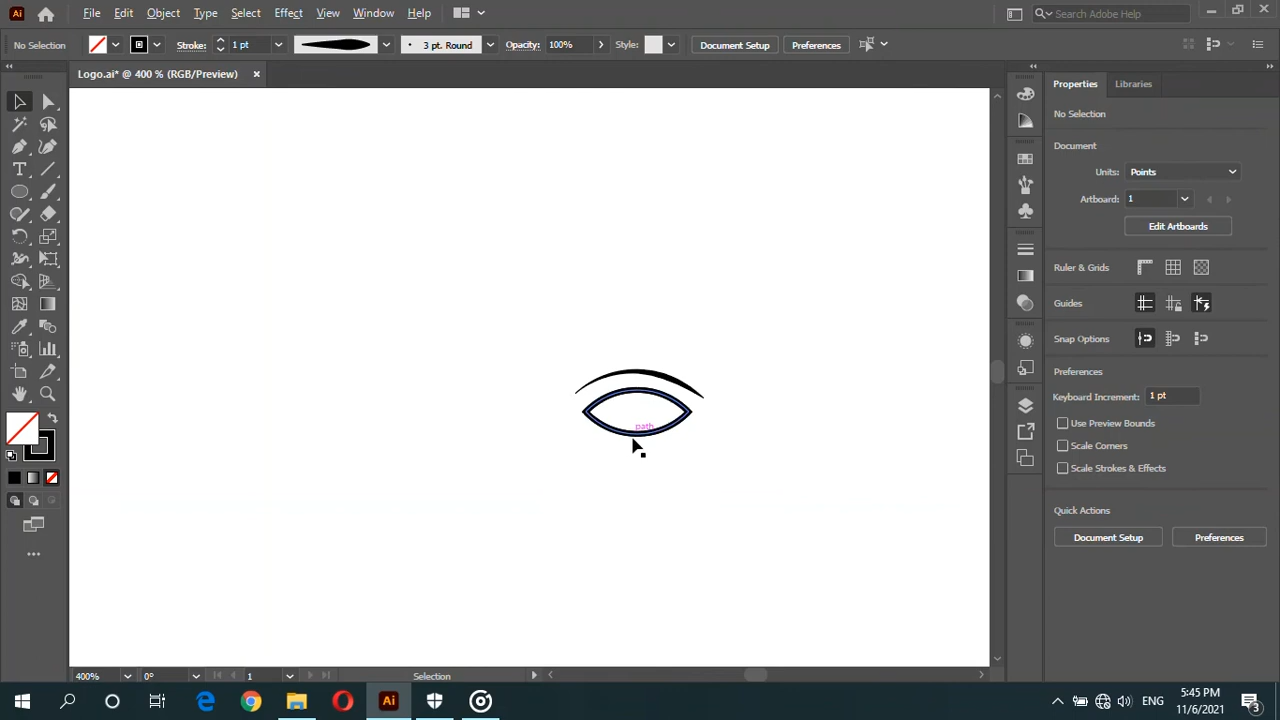 Ai File Edit Object Type Select Effect View Window Help Search Adobe Help
No Selection Stroke: 1 pt 3 pt. Round Opacity: 100% Style: Document Setup Preferences
Logo.ai* @ 400 % (RGB/Preview)
Properties Libraries
No Selection
Document
Units: Points
Artboard: 1
Edit Artboards
Ruler & Grids
Guides
Snap Options
Preferences
Keyboard Increment: 1 pt
Use Preview Bounds
Scale Corners
Scale Strokes & Effects
Quick Actions
Document Setup Preferences
path
400% 0° 1 Selection
Ai ENG 5:45 PM
11/6/2021 3